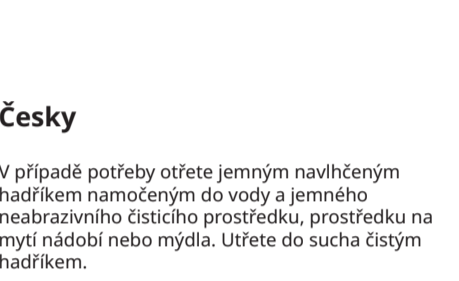 Česky
V případě potřeby otřete jemným navlhčeným
hadříkem namočeným do vody a jemného
neabrazivního čisticího prostředku, prostředku na
mytí nádobí nebo mýdla. Utřete do sucha čistým
hadříkem.